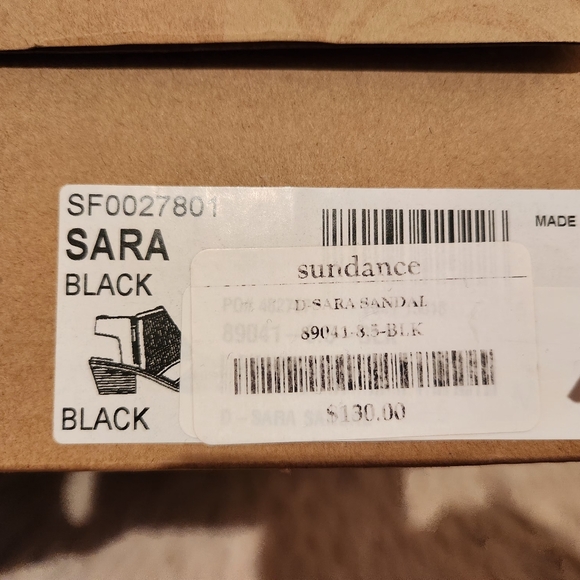 SF0027801
SARA
BLACK
MADE
sundance
D-SARA SANDAL
89041-8.5-BLK
$130.00
BLACK